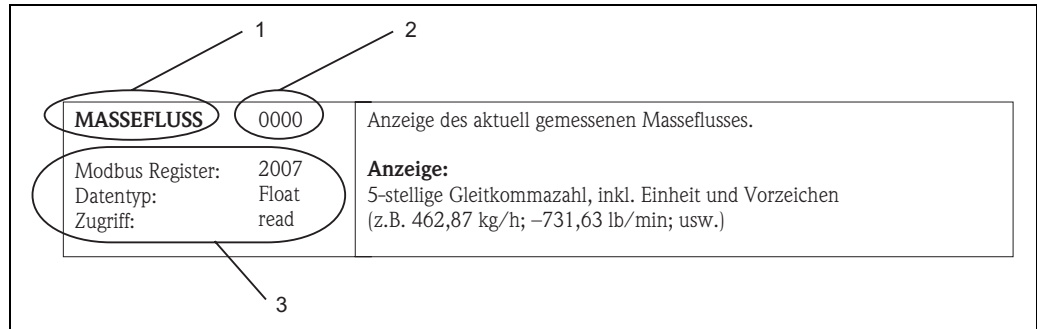 1
2
MASSEFLUSS 0000
Modbus Register: 2007
Datentyp: Float
Zugriff: read
Anzeige des aktuell gemessenen Masseflusses.
Anzeige:
5-stellige Gleitkommazahl, inkl. Einheit und Vorzeichen
(z.B. 462,87 kg/h; –731,63 lb/min; usw.)
3